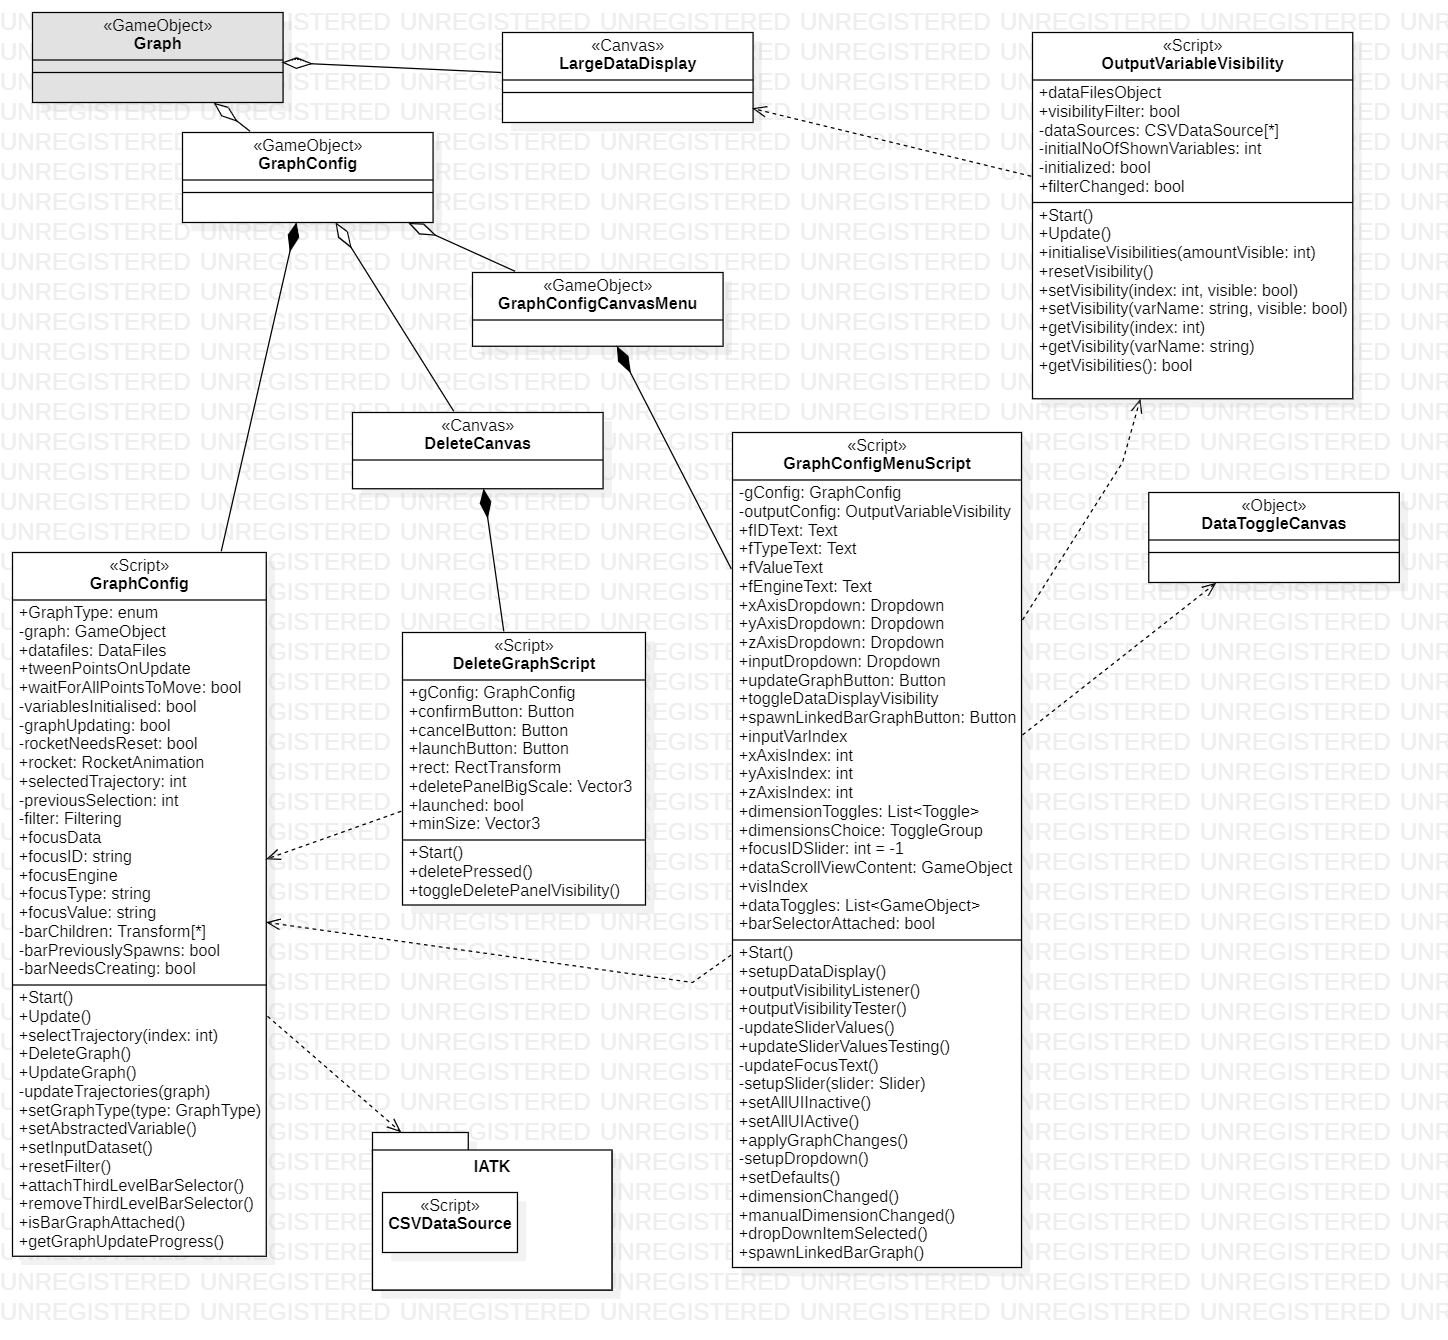 «GameObject»
Graph
«Canvas»
LargeDataDisplay
«Script»
OutputVariableVisibility
+dataFilesObject
+visibilityFilter: bool
-dataSources: CSVDataSource[*]
-initialNoOfShownVariables: int
-initialized: bool
+filterChanged: bool
+Start()
+Update()
+initialiseVisibilities(amountVisible: int)
+resetVisibility()
+setVisibility(index: int, visible: bool)
+setVisibility(varName: string, visible: bool)
+getVisibility(index: int)
+getVisibility(varName: string)
+getVisibilities(): bool
«GameObject»
GraphConfig
«GameObject»
GraphConfigCanvasMenu
«Canvas»
DeleteCanvas
«Script»
GraphConfigMenuScript
-gConfig: GraphConfig
-outputConfig: OutputVariableVisibility
+fIDText: Text
+fTypeText: Text
+fValueText
+fEngineText: Text
+xAxisDropdown: Dropdown
+yAxisDropdown: Dropdown
+zAxisDropdown: Dropdown
+inputDropdown: Dropdown
+updateGraphButton: Button
+toggleDataDisplayVisibility
+spawnLinkedBarGraphButton: Button
+inputVarIndex
+xAxisIndex: int
+yAxisIndex: int
+zAxisIndex: int
+dimensionToggles: List<Toggle>
+dimensionsChoice: ToggleGroup
+focusIDSlider: int = -1
+dataScrollViewContent: GameObject
+visIndex
+dataToggles: List<GameObject>
+barSelectorAttached: bool
+Start()
+setupDataDisplay()
+outputVisibilityListener()
+outputVisibilityTester()
-updateSliderValues()
+updateSliderValuesTesting()
-updateFocusText()
-setupSlider(slider: Slider)
+setAllUIInactive()
+setAllUIActive()
+applyGraphChanges()
-setupDropdown()
+setDefaults()
+dimensionChanged()
+manualDimensionChanged()
+dropDownItemSelected()
+spawnLinkedBarGraph()
«Object»
DataToggleCanvas
«Script»
GraphConfig
+GraphType: enum
-graph: GameObject
+datafiles: DataFiles
+tweenPointsOnUpdate
+waitForAllPointsToMove: bool
-variablesInitialised: bool
-graphUpdating: bool
-rocketNeedsReset: bool
+rocket: RocketAnimation
+selectedTrajectory: int
-previousSelection: int
-filter: Filtering
+focusData
+focusID: string
+focusEngine
+focusType: string
+focusValue: string
-barChildren: Transform[*]
-barPreviouslySpawns: bool
-barNeedsCreating: bool
+Start()
+Update()
+selectTrajectory(index: int)
+DeleteGraph()
+UpdateGraph()
-updateTrajectories(graph)
+setGraphType(type: GraphType)
+setAbstractedVariable()
+setInputDataset()
+resetFilter()
+attachThirdLevelBarSelector()
+removeThirdLevelBarSelector()
+isBarGraphAttached()
+getGraphUpdateProgress()
«Script»
DeleteGraphScript
+gConfig: GraphConfig
+confirmButton: Button
+cancelButton: Button
+launchButton: Button
+rect: RectTransform
+deletePanelBigScale: Vector3
+launched: bool
+minSize: Vector3
+Start()
+deletePressed()
+toggleDeletePanelVisibility()
IATK
«Script»
CSVDataSource